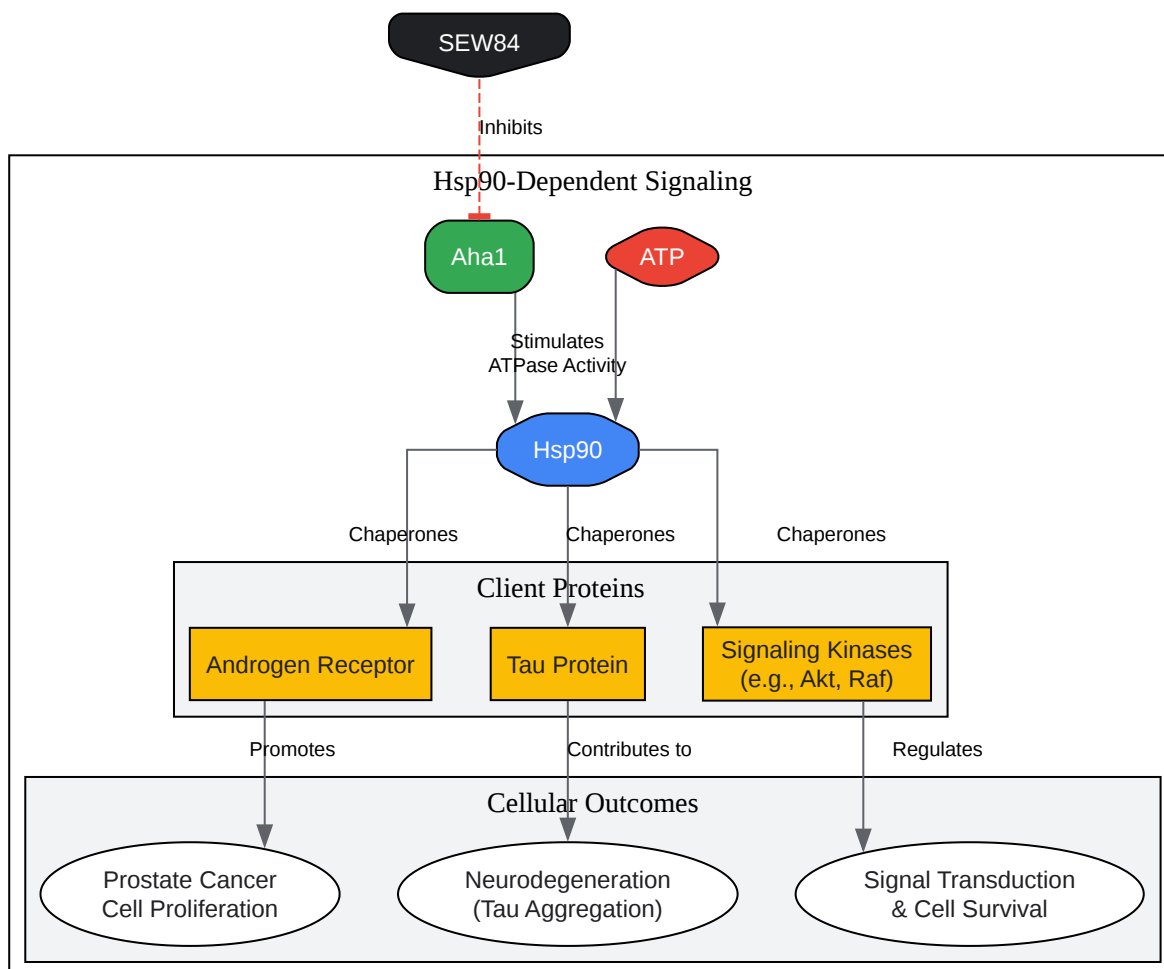 SEW84
Inhibits
Hsp90-Dependent Signaling
Aha1
ATP
Stimulates
ATPase Activity
Hsp90
Chaperones
Chaperones
Chaperones
Client Proteins
Androgen Receptor
Tau Protein
Signaling Kinases
(e.g., Akt, Raf)
Promotes
Contributes to
Regulates
Cellular Outcomes
Prostate Cancer
Cell Proliferation
Neurodegeneration
(Tau Aggregation)
Signal Transduction
& Cell Survival